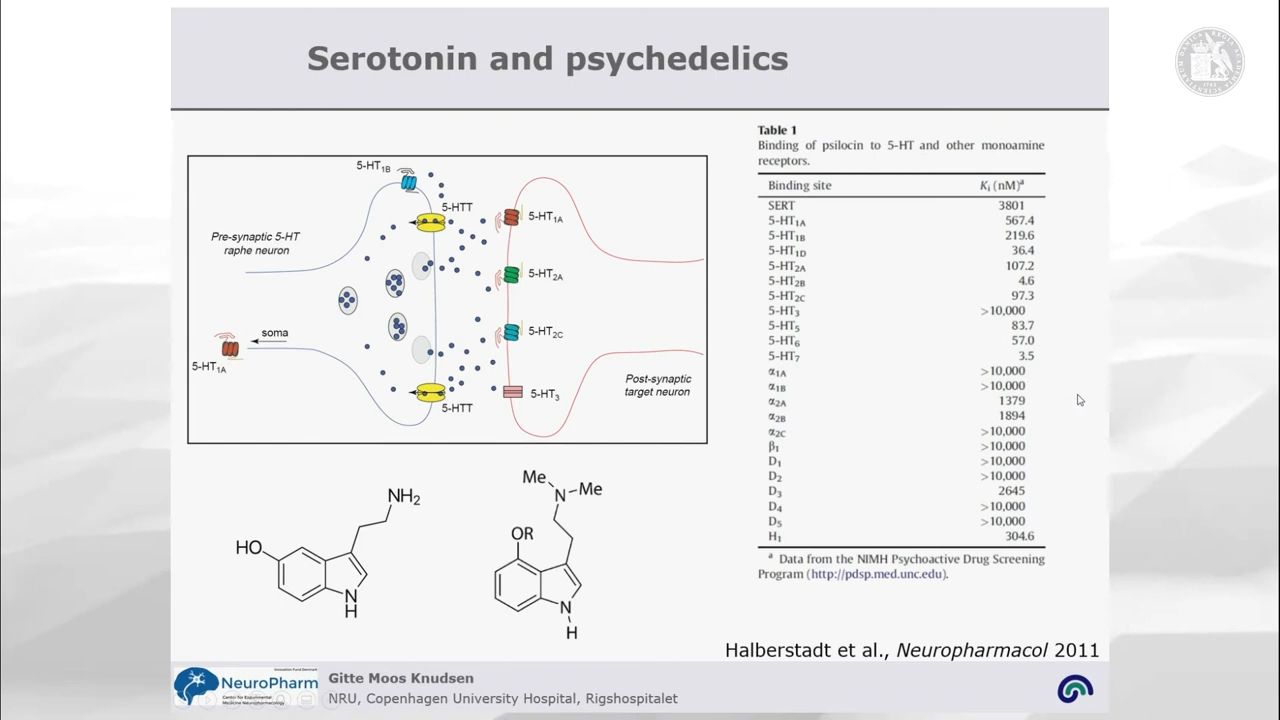 Serotonin and psychedelics
5-HT1B
5-HTT
Pre-synaptic 5-HT
raphe neuron
5-HT1A
5-HT2A
5-HT2C
soma
5-HT1A
5-HT3
5-HTT
Post-synaptic
target neuron
Table 1
Binding of psilocin to 5-HT and other monoamine
receptors.
Binding site Ki (nM)a
SERT 3801
5-HT1A 567.4
5-HT1B 219.6
5-HT1D 36.4
5-HT2A 107.2
5-HT2B 4.6
5-HT2C 97.3
5-HT3 >10,000
5-HT5 83.7
5-HT6 57.0
5-HT7 3.5
α1A >10,000
α1B >10,000
α2A 1379
α2B 1894
α2C >10,000
β1 >10,000
D1 >10,000
D2 >10,000
D3 2645
D4 >10,000
D5 >10,000
H1 304.6
a Data from the NIMH Psychoactive Drug Screening
Program (http://pdsp.med.unc.edu).
HO
NH2
N
H
Me
N
Me
OR
N
H
Halberstadt et al., Neuropharmacol 2011
Innovation Fund Denmark
NeuroPharm
Center for Experimental
Medicine Neuropharmacology
Gitte Moos Knudsen
NRU, Copenhagen University Hospital, Rigshospitalet